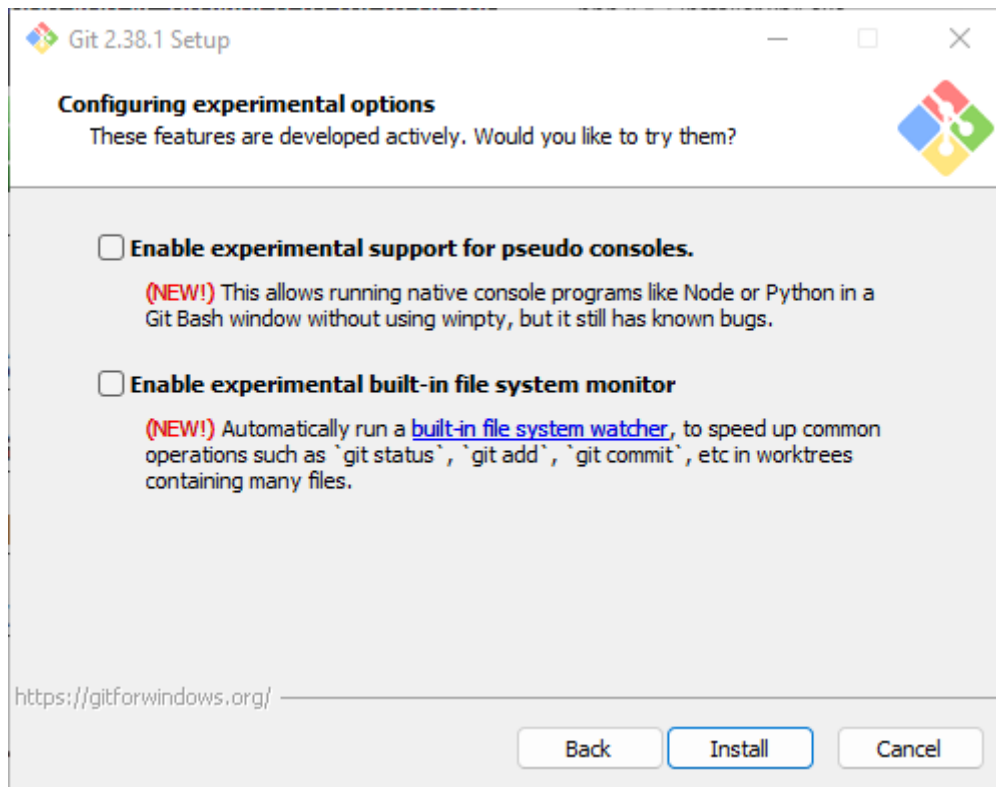 Git 2.38.1 Setup
Configuring experimental options
These features are developed actively. Would you like to try them?
Enable experimental support for pseudo consoles.
(NEW!) This allows running native console programs like Node or Python in a
Git Bash window without using winpty, but it still has known bugs.
Enable experimental built-in file system monitor
(NEW!) Automatically run a built-in file system watcher, to speed up common
operations such as `git status`, `git add`, `git commit`, etc in worktrees
containing many files.
https://gitforwindows.org/
Back
Install
Cancel